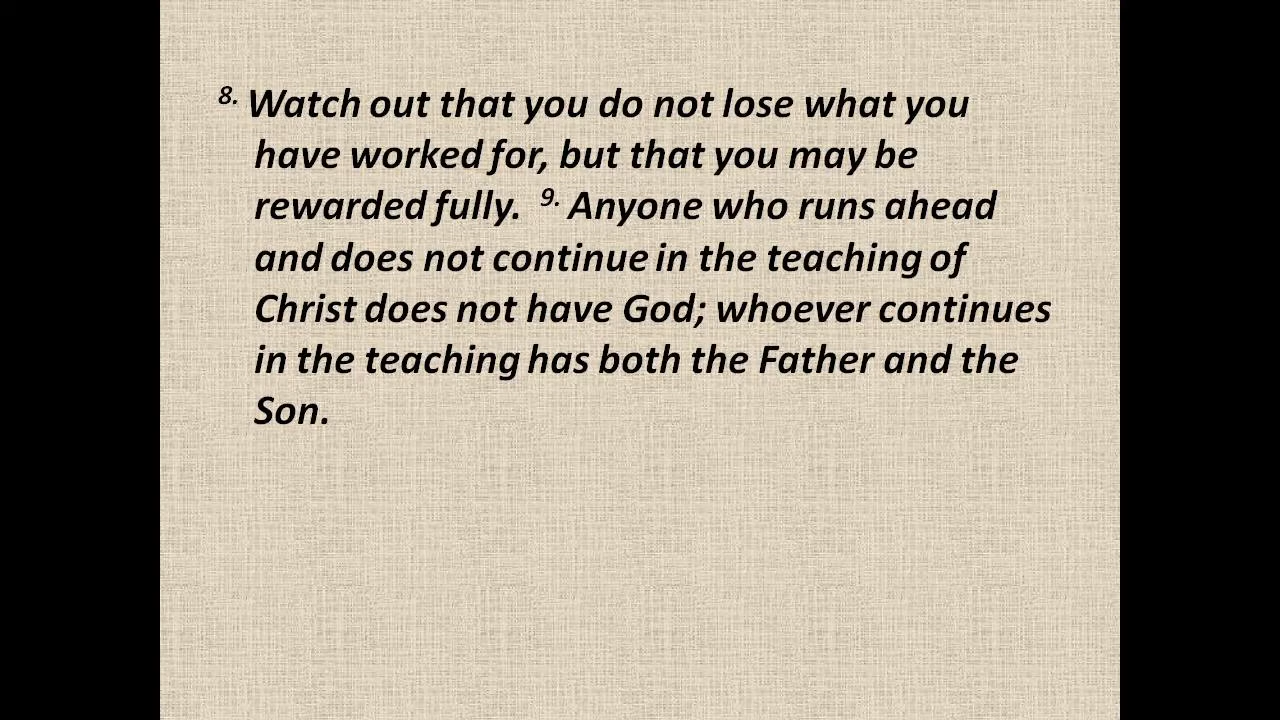 8. Watch out that you do not lose what you
have worked for, but that you may be
rewarded fully. 9. Anyone who runs ahead
and does not continue in the teaching of
Christ does not have God; whoever continues
in the teaching has both the Father and the
Son.